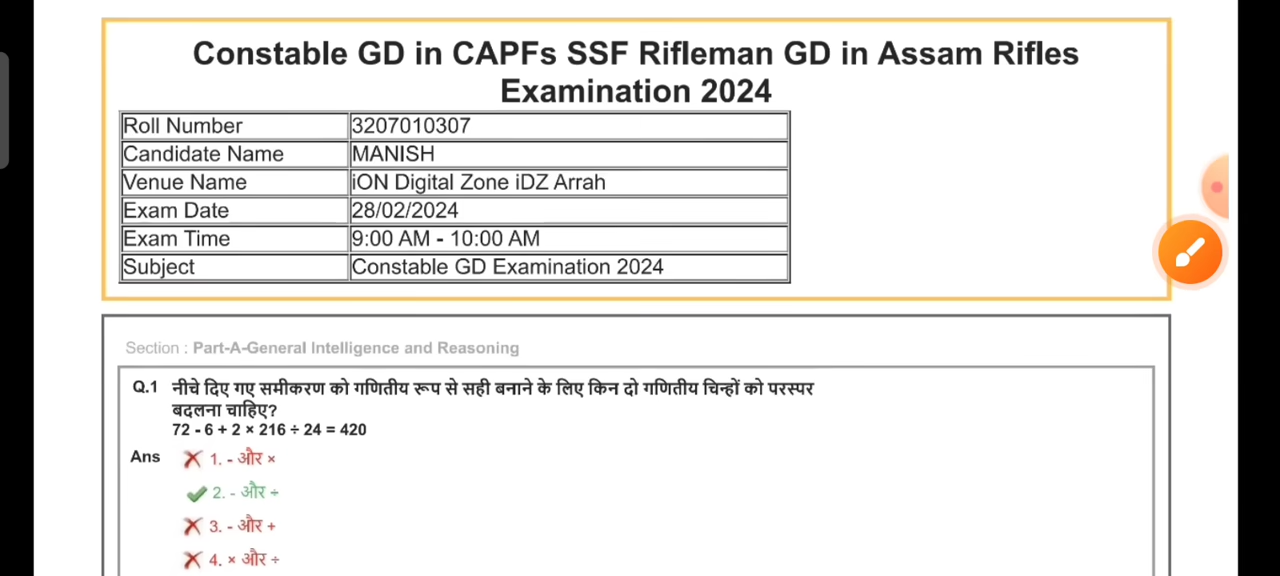 Constable GD in CAPFs SSF Rifleman GD in Assam Rifles
Examination 2024
Roll Number 3207010307
Candidate Name MANISH
Venue Name iON Digital Zone iDZ Arrah
Exam Date 28/02/2024
Exam Time 9:00 AM - 10:00 AM
Subject Constable GD Examination 2024
Section : Part-A-General Intelligence and Reasoning
Q.1 नीचे दिए गए समीकरण को गणितीय रूप से सही बनाने के लिए किन दो गणितीय चिन्हों को परस्पर
बदलना चाहिए?
72 - 6 + 2 × 216 ÷ 24 = 420
Ans 1. - और ×
2. - और ÷
3. - और +
4. × और ÷